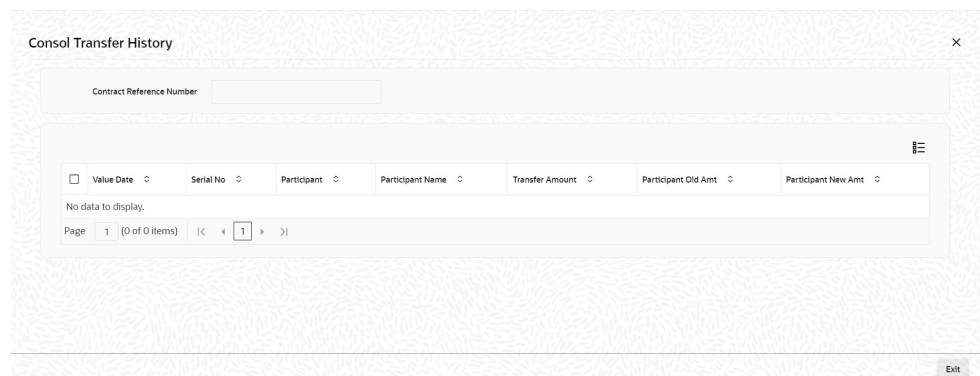 Consol Transfer History
Contract Reference Number
Value Date Serial No Participant Participant Name Transfer Amount Participant Old Amt Participant New Amt
No data to display.
Page 1 (0 of 0 items) 1
Exit